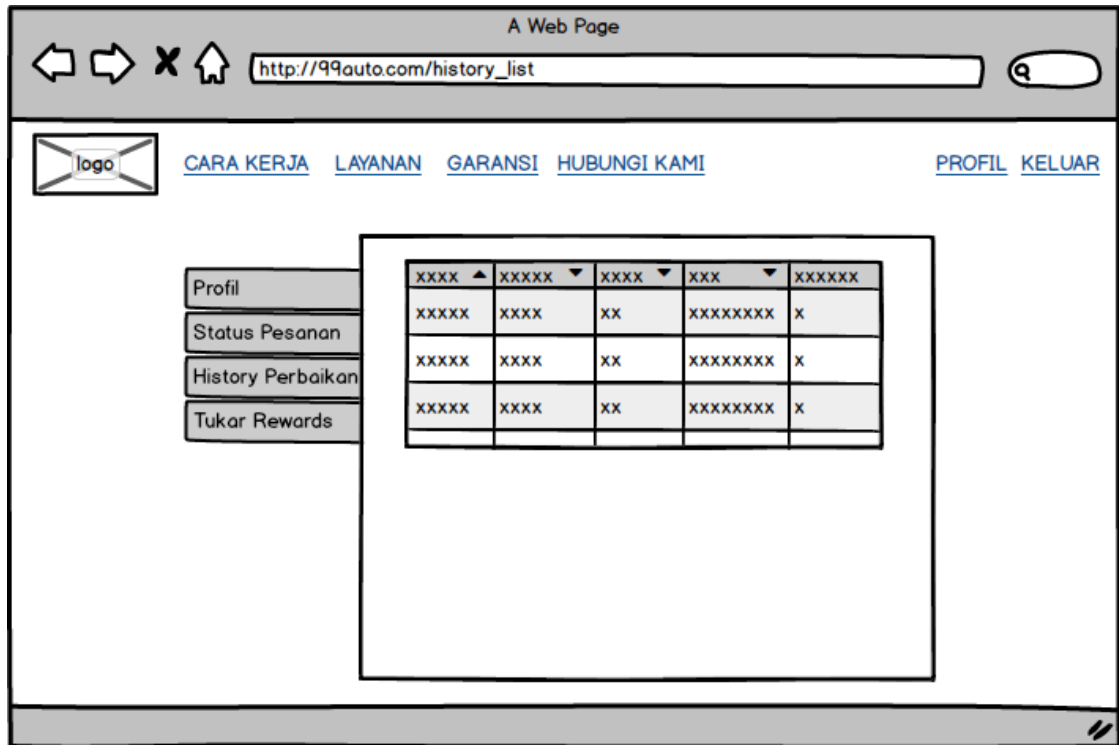 A Web Page
http://99auto.com/history_list
logo CARA KERJA LAYANAN GARANSI HUBUNGI KAMI PROFIL KELUAR
Profil
Status Pesanan
History Perbaikan
Tukar Rewards
xxxx xxxxx xxxx xxx xxxxxx
xxxxx xxxx xx xxxxxxxx x
xxxxx xxxx xx xxxxxxxx x
xxxxx xxxx xx xxxxxxxx x